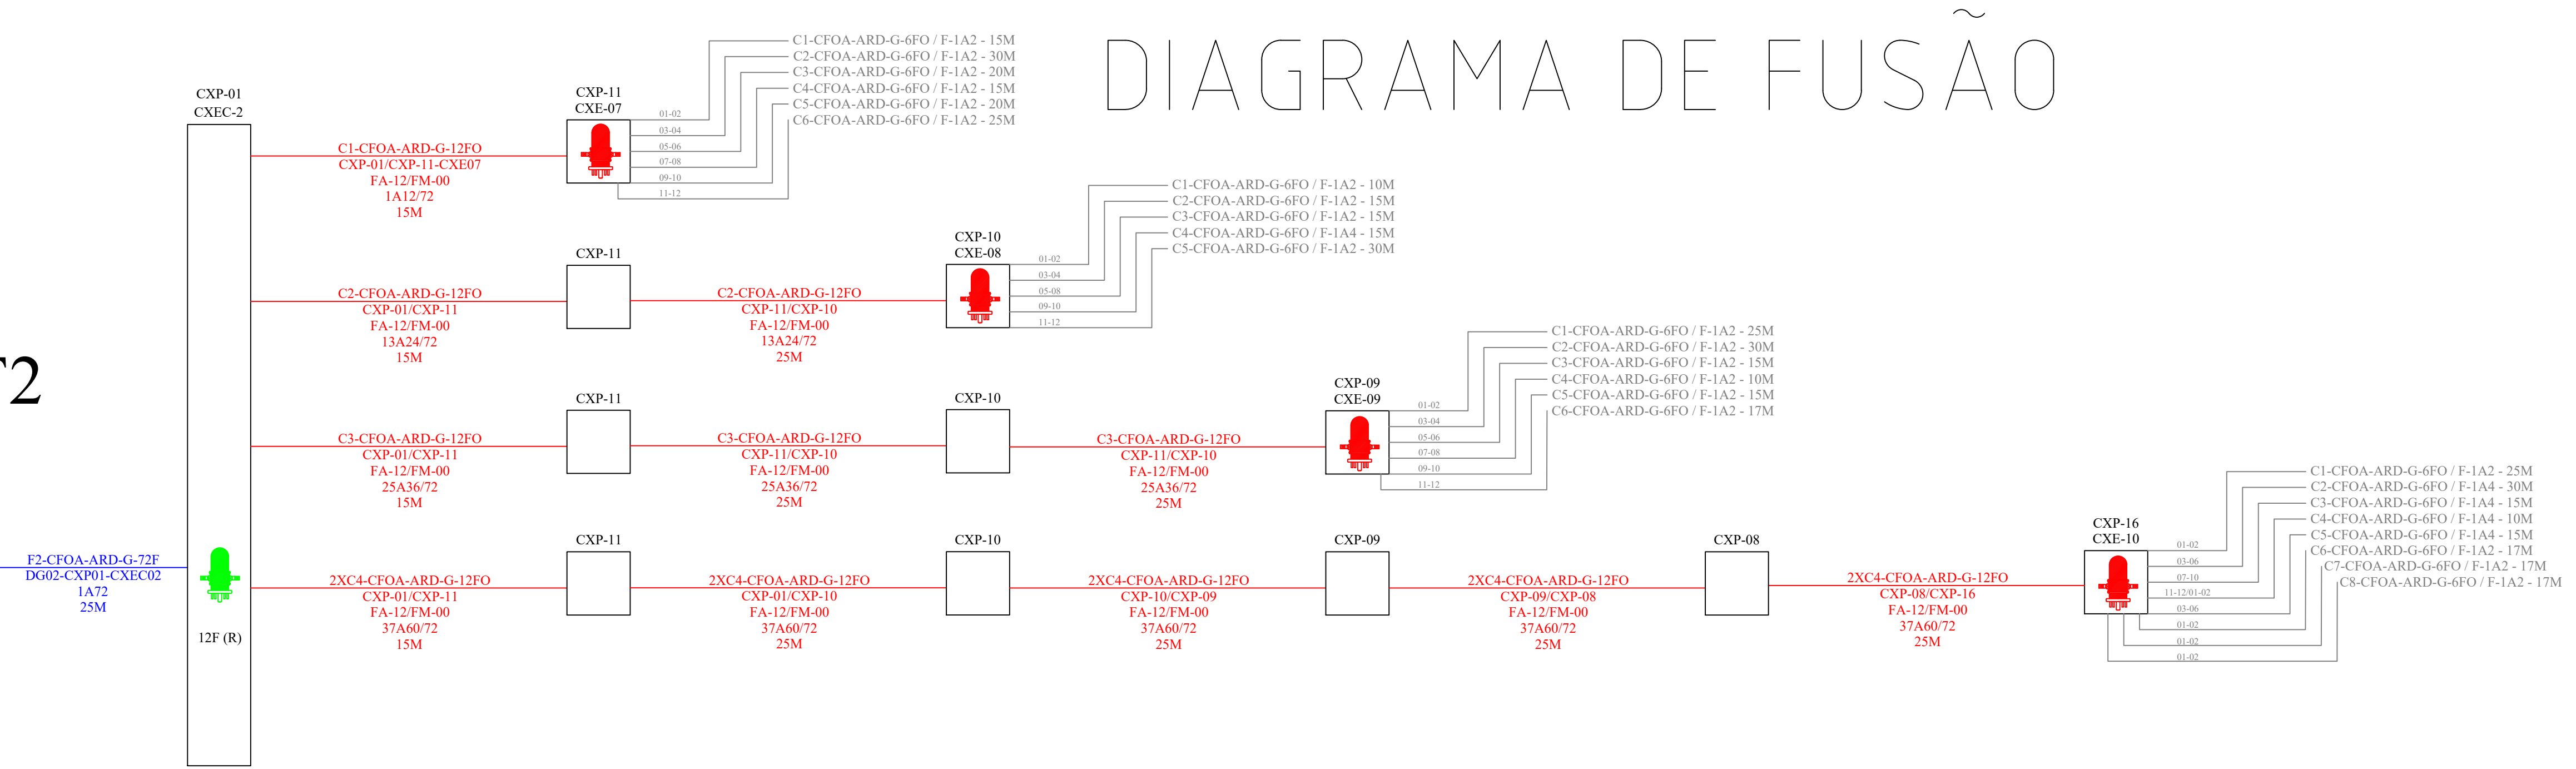 DIAGRAMA DE FUSÃO
CXP-01
CXEC-2
12F (R)
F2-CFOA-ARD-G-72F
DG02-CXP01-CXEC02
1A72
25M
C1-CFOA-ARD-G-12FO
CXP-01/CXP-11-CXE07
FA-12/FM-00
1A12/72
15M
CXP-11
CXE-07
01-02
03-04
05-06
07-08
09-10
11-12
C1-CFOA-ARD-G-6FO / F-1A2 - 15M
C2-CFOA-ARD-G-6FO / F-1A2 - 30M
C3-CFOA-ARD-G-6FO / F-1A2 - 20M
C4-CFOA-ARD-G-6FO / F-1A2 - 15M
C5-CFOA-ARD-G-6FO / F-1A2 - 20M
C6-CFOA-ARD-G-6FO / F-1A2 - 25M
C2-CFOA-ARD-G-12FO
CXP-01/CXP-11
FA-12/FM-00
13A24/72
15M
CXP-11
C2-CFOA-ARD-G-12FO
CXP-11/CXP-10
FA-12/FM-00
13A24/72
25M
CXP-10
CXE-08
01-02
03-04
05-08
09-10
11-12
C1-CFOA-ARD-G-6FO / F-1A2 - 10M
C2-CFOA-ARD-G-6FO / F-1A2 - 15M
C3-CFOA-ARD-G-6FO / F-1A2 - 15M
C4-CFOA-ARD-G-6FO / F-1A4 - 15M
C5-CFOA-ARD-G-6FO / F-1A2 - 30M
C3-CFOA-ARD-G-12FO
CXP-01/CXP-11
FA-12/FM-00
25A36/72
15M
CXP-11
C3-CFOA-ARD-G-12FO
CXP-11/CXP-10
FA-12/FM-00
25A36/72
25M
CXP-10
C3-CFOA-ARD-G-12FO
CXP-11/CXP-10
FA-12/FM-00
25A36/72
25M
CXP-09
CXE-09
01-02
03-04
05-06
07-08
09-10
11-12
C1-CFOA-ARD-G-6FO / F-1A2 - 25M
C2-CFOA-ARD-G-6FO / F-1A2 - 30M
C3-CFOA-ARD-G-6FO / F-1A2 - 15M
C4-CFOA-ARD-G-6FO / F-1A2 - 10M
C5-CFOA-ARD-G-6FO / F-1A2 - 15M
C6-CFOA-ARD-G-6FO / F-1A2 - 17M
2XC4-CFOA-ARD-G-12FO
CXP-01/CXP-11
FA-12/FM-00
37A60/72
15M
CXP-11
2XC4-CFOA-ARD-G-12FO
CXP-01/CXP-10
FA-12/FM-00
37A60/72
25M
CXP-10
2XC4-CFOA-ARD-G-12FO
CXP-10/CXP-09
FA-12/FM-00
37A60/72
25M
CXP-09
2XC4-CFOA-ARD-G-12FO
CXP-09/CXP-08
FA-12/FM-00
37A60/72
25M
CXP-08
2XC4-CFOA-ARD-G-12FO
CXP-08/CXP-16
FA-12/FM-00
37A60/72
25M
CXP-16
CXE-10
01-02
03-06
07-10
11-12/01-02
03-06
01-02
01-02
01-02
C1-CFOA-ARD-G-6FO / F-1A2 - 25M
C2-CFOA-ARD-G-6FO / F-1A4 - 30M
C3-CFOA-ARD-G-6FO / F-1A4 - 15M
C4-CFOA-ARD-G-6FO / F-1A4 - 10M
C5-CFOA-ARD-G-6FO / F-1A4 - 15M
C6-CFOA-ARD-G-6FO / F-1A2 - 17M
C7-CFOA-ARD-G-6FO / F-1A2 - 17M
C8-CFOA-ARD-G-6FO / F-1A2 - 17M